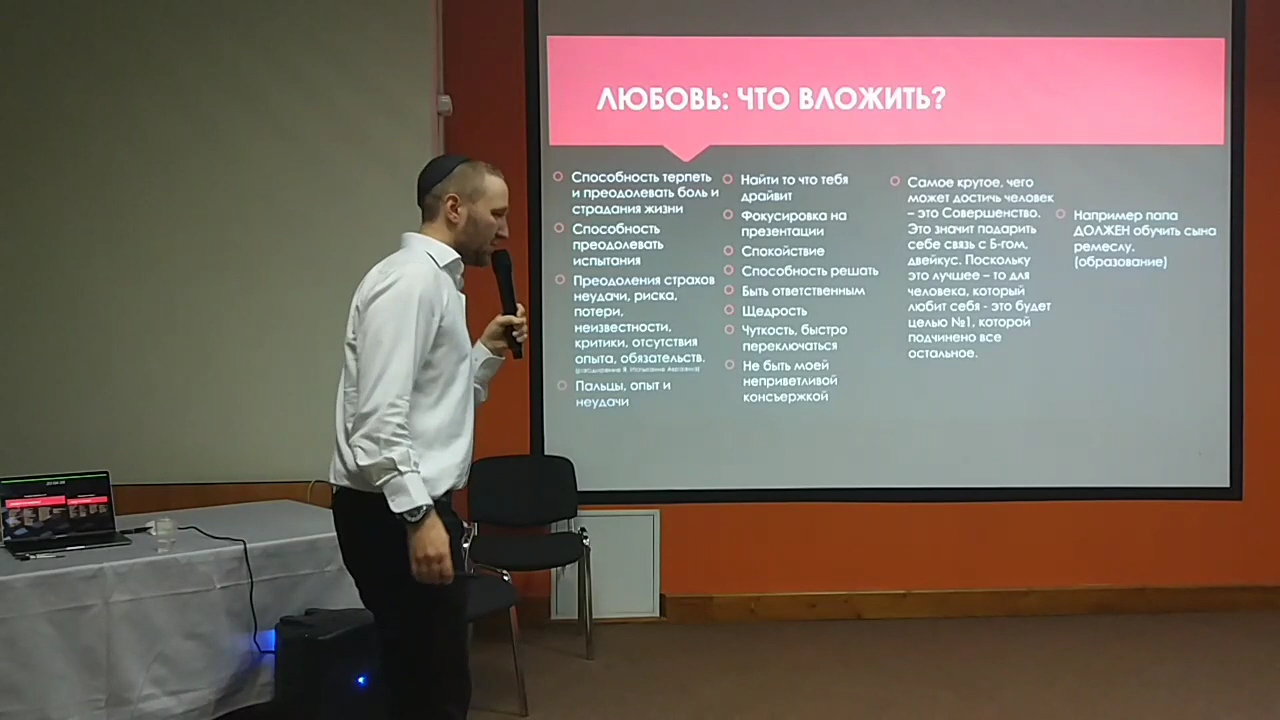 ЛЮБОВЬ: ЧТО ВЛОЖИТЬ?
Способность терпеть
и преодолевать боль и
страдания жизни
Способность
преодолевать
испытания
Преодоления страхов
неудачи, риска,
потери,
неизвестности,
критики, отсутствия
опыта, обязательств.
Пальцы, опыт и
неудачи
Найти то что тебя
драйвит
Фокусировка на
презентации
Спокойствие
Способность решать
Быть ответственным
Щедрость
Чуткость, быстро
переключаться
Не быть моей
неприветливой
консьержкой
Самое крутое, чего
может достичь человек
– это Совершенство.
Это значит подарить
себе связь с Б-гом,
двейкус. Поскольку
это лучшее – то для
человека, который
любит себя - это будет
целью №1, которой
подчинено все
остальное.
Например папа
ДОЛЖЕН обучить сына
ремеслу.
(образование)